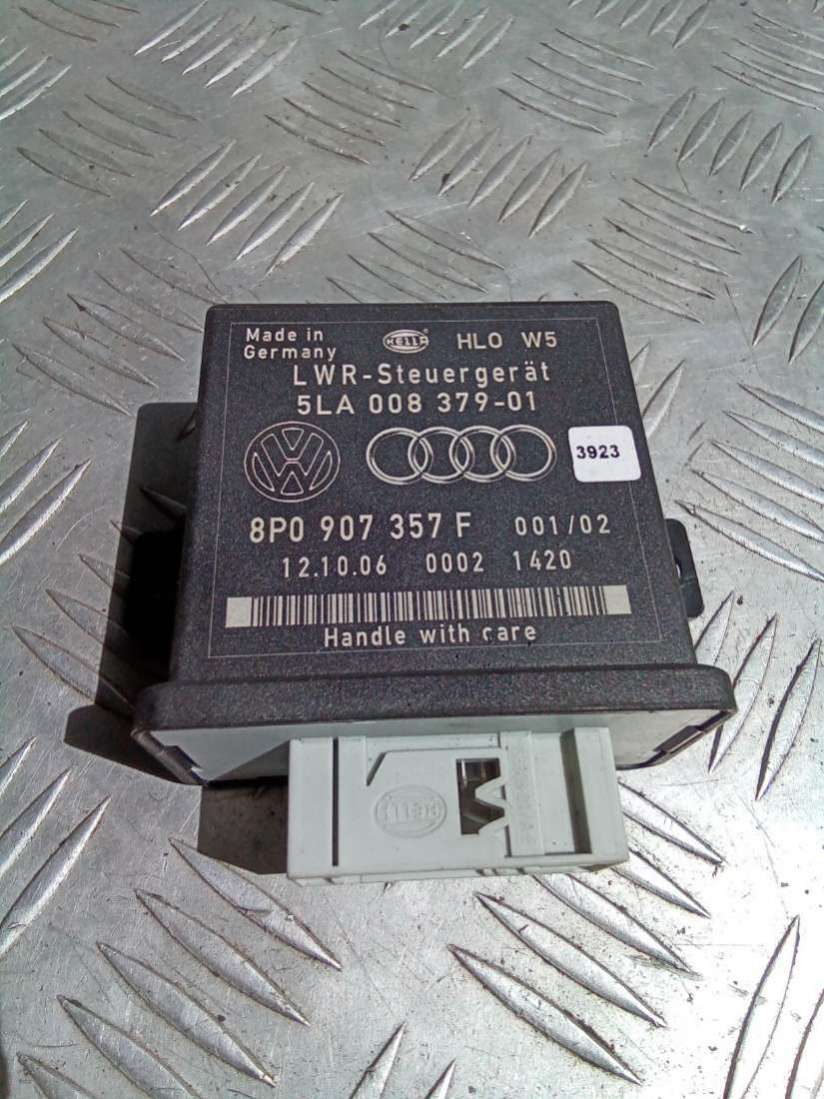 Made in
Germany
HELLA
HLO W5
LWR-Steuergerät
5LA 008 379-01
3923
8P0 907 357 F 001/02
12.10.06 0002 1420
Handle with care
HELLA